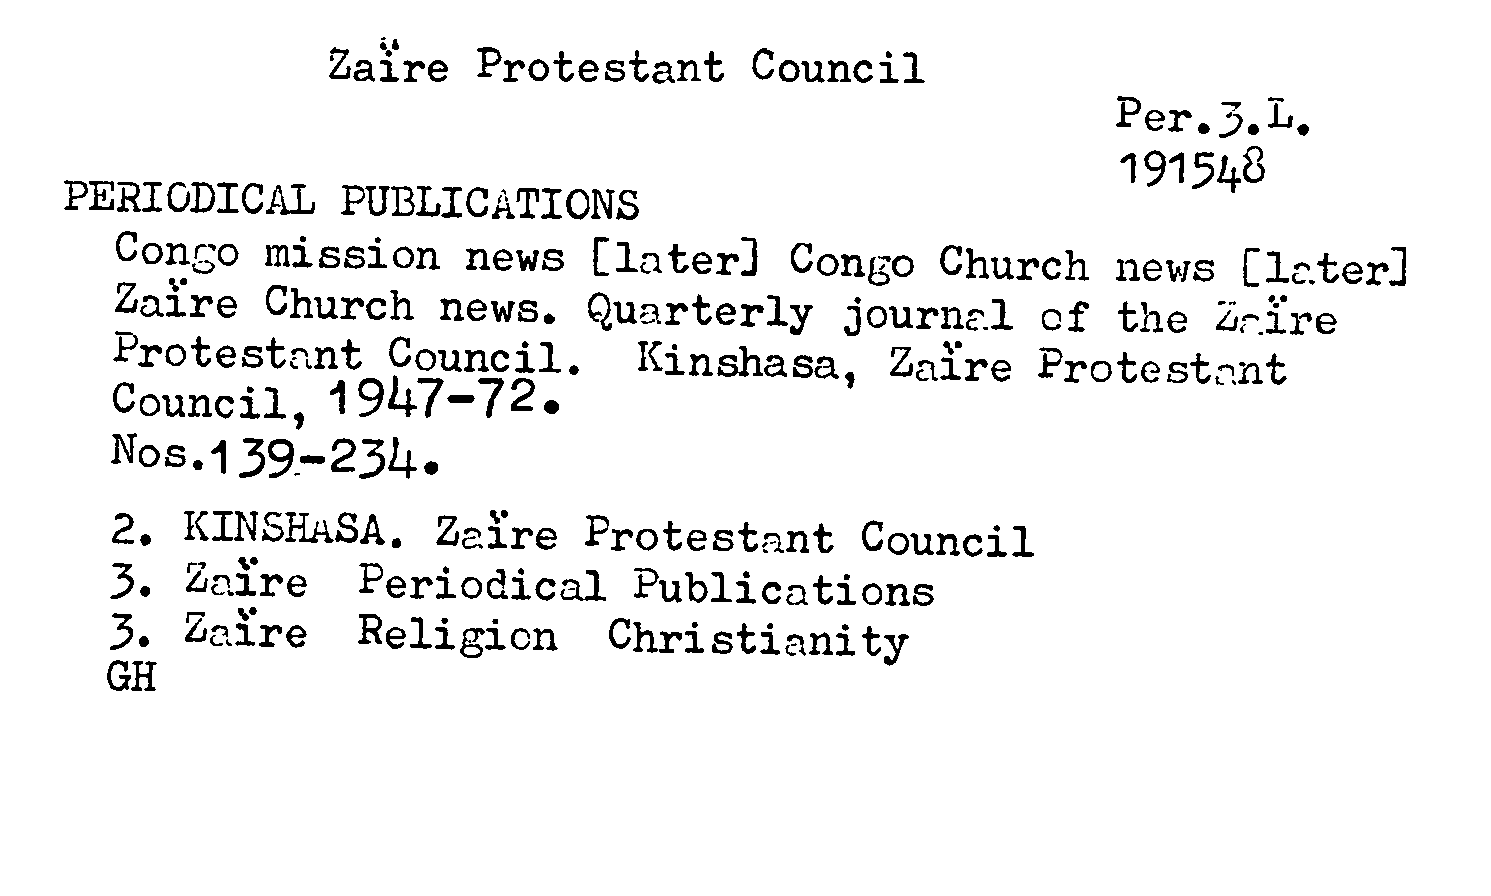 Zaïre Protestant Council
Per.3.L.
191548
PERIODICAL PUBLICATIONS
Congo mission news [later] Congo Church news [later]
Zaïre Church news. Quarterly journal of the Zaïre
Protestant Council. Kinshasa, Zaïre Protestant
Council, 1947-72.
Nos.139-234.
2. KINSHASA. Zaïre Protestant Council
3. Zaïre Periodical Publications
3. Zaïre Religion Christianity
GH